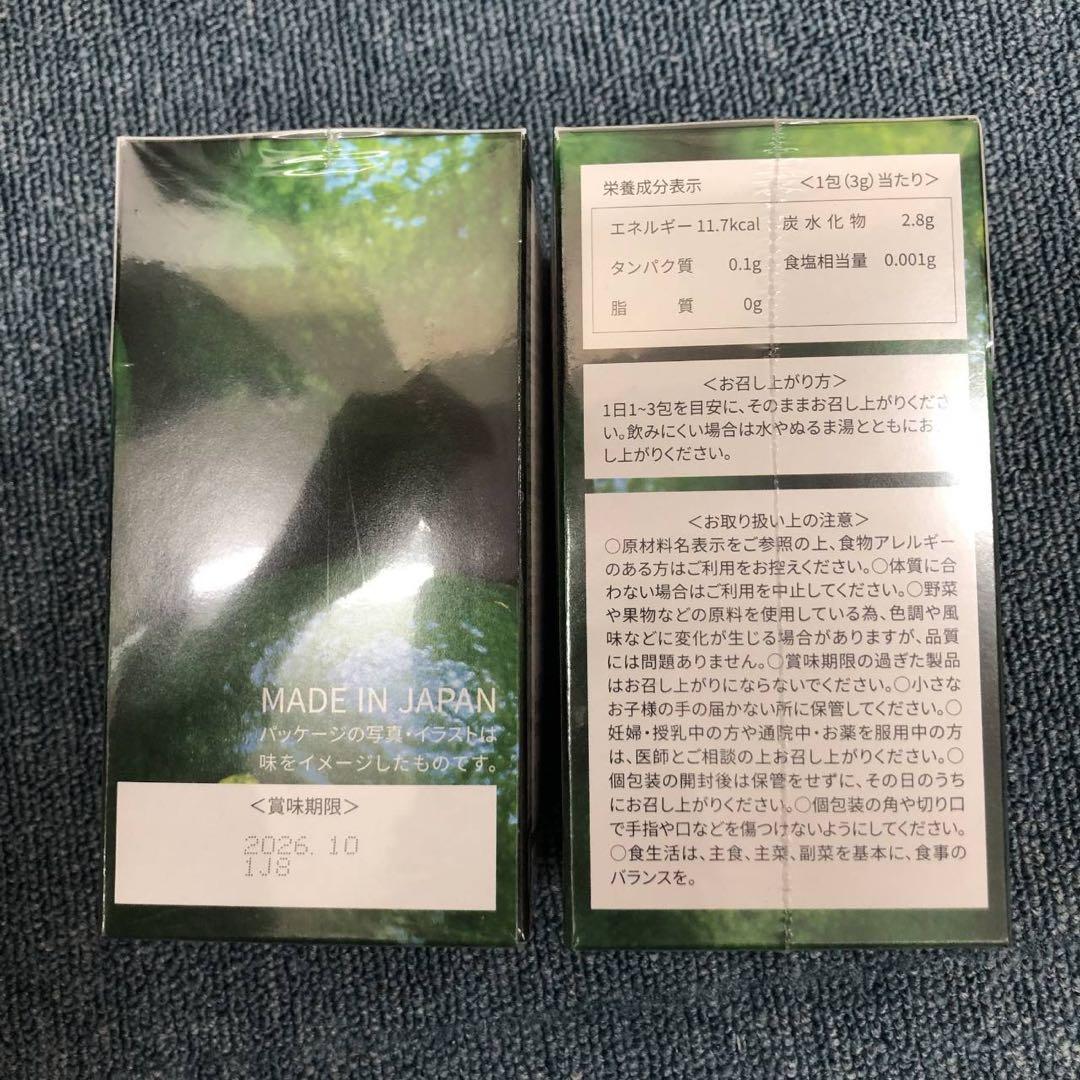 MADE IN JAPAN
パッケージの写真・イラストは
味をイメージしたものです。
＜賞味期限＞
2026. 10
1J8
栄養成分表示 ＜1包(3g)当たり＞
エネルギー 11.7kcal 炭水化物 2.8g
タンパク質 0.1g 食塩相当量 0.001g
脂質 0g
＜お召し上がり方＞
1日1~3包を目安に、そのままお召し上がりくださ
い。飲みにくい場合は水やぬるま湯とともにお召
し上がりください。
＜お取り扱い上の注意＞
○原材料名表示をご参照の上、食物アレルギー
のある方はご利用をお控えください。○体質に合
わない場合はご利用を中止してください。○野菜
や果物などの原料を使用している為、色調や風
味などに変化が生じる場合がありますが、品質
には問題ありません。○賞味期限の過ぎた製品
はお召し上がりにならないでください。○小さな
お子様の手の届かない所に保管してください。○
妊婦・授乳中の方や通院中・お薬を服用中の方
は、医師とご相談の上お召し上がりください。○
個包装の開封後は保管をせずに、その日のうち
にお召し上がりください。○個包装の角や切り口
で手指や口などを傷つけないようにしてください。
○食生活は、主食、主菜、副菜を基本に、食事の
バランスを。